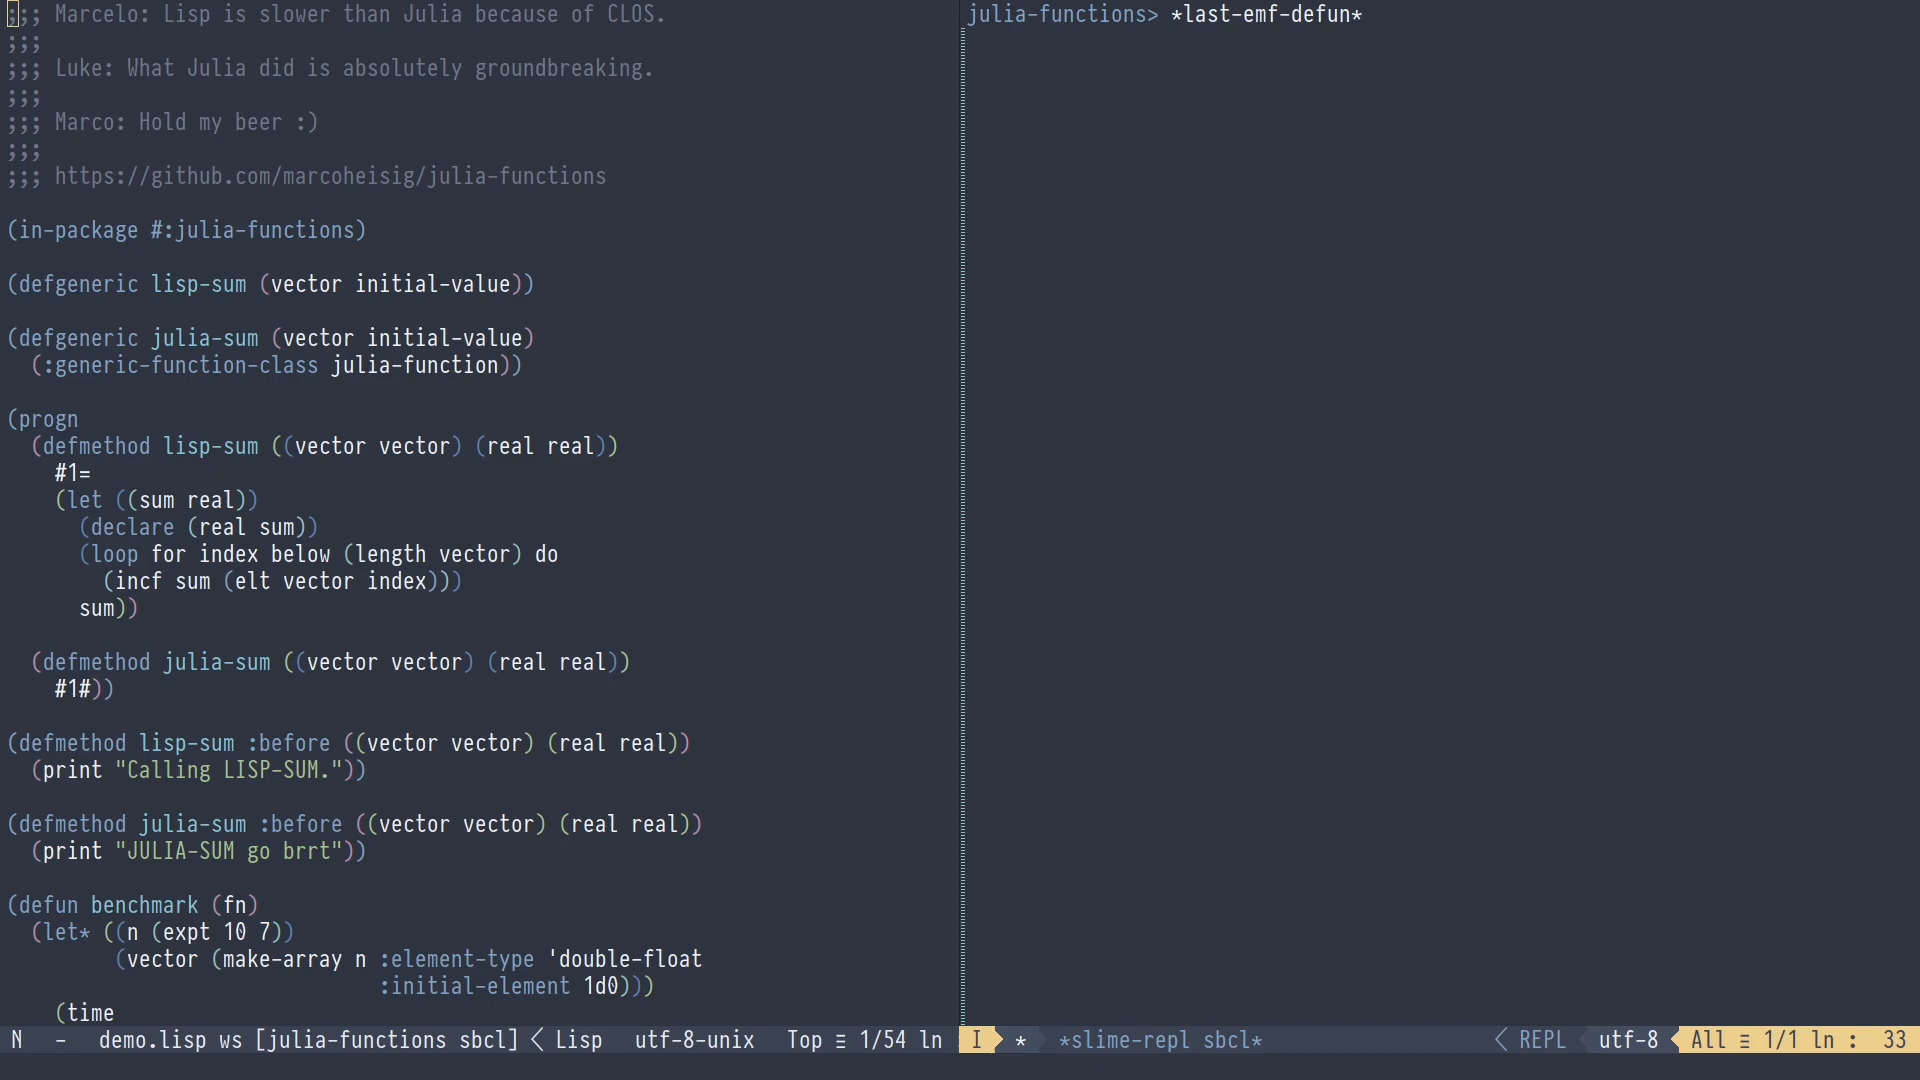 ;;; Marcelo: Lisp is slower than Julia because of CLOS.
;;;
;;; Luke: What Julia did is absolutely groundbreaking.
;;;
;;; Marco: Hold my beer :)
;;;
;;; https://github.com/marcoheisig/julia-functions
(in-package #:julia-functions)
(defgeneric lisp-sum (vector initial-value))
(defgeneric julia-sum (vector initial-value)
  (:generic-function-class julia-function))
(progn
  (defmethod lisp-sum ((vector vector) (real real))
    #1=
    (let ((sum real))
      (declare (real sum))
      (loop for index below (length vector) do
        (incf sum (elt vector index)))
      sum))
  (defmethod julia-sum ((vector vector) (real real))
    #1#))
(defmethod lisp-sum :before ((vector vector) (real real))
  (print "Calling LISP-SUM."))
(defmethod julia-sum :before ((vector vector) (real real))
  (print "JULIA-SUM go brrt"))
(defun benchmark (fn)
  (let* ((n (expt 10 7))
         (vector (make-array n :element-type 'double-float
                               :initial-element 1d0)))
    (time
N - demo.lisp ws [julia-functions sbcl] < Lisp utf-8-unix Top ≡ 1/54 ln
julia-functions> *last-emf-defun*
I * *slime-repl sbcl* < REPL utf-8 All ≡ 1/1 ln : 33